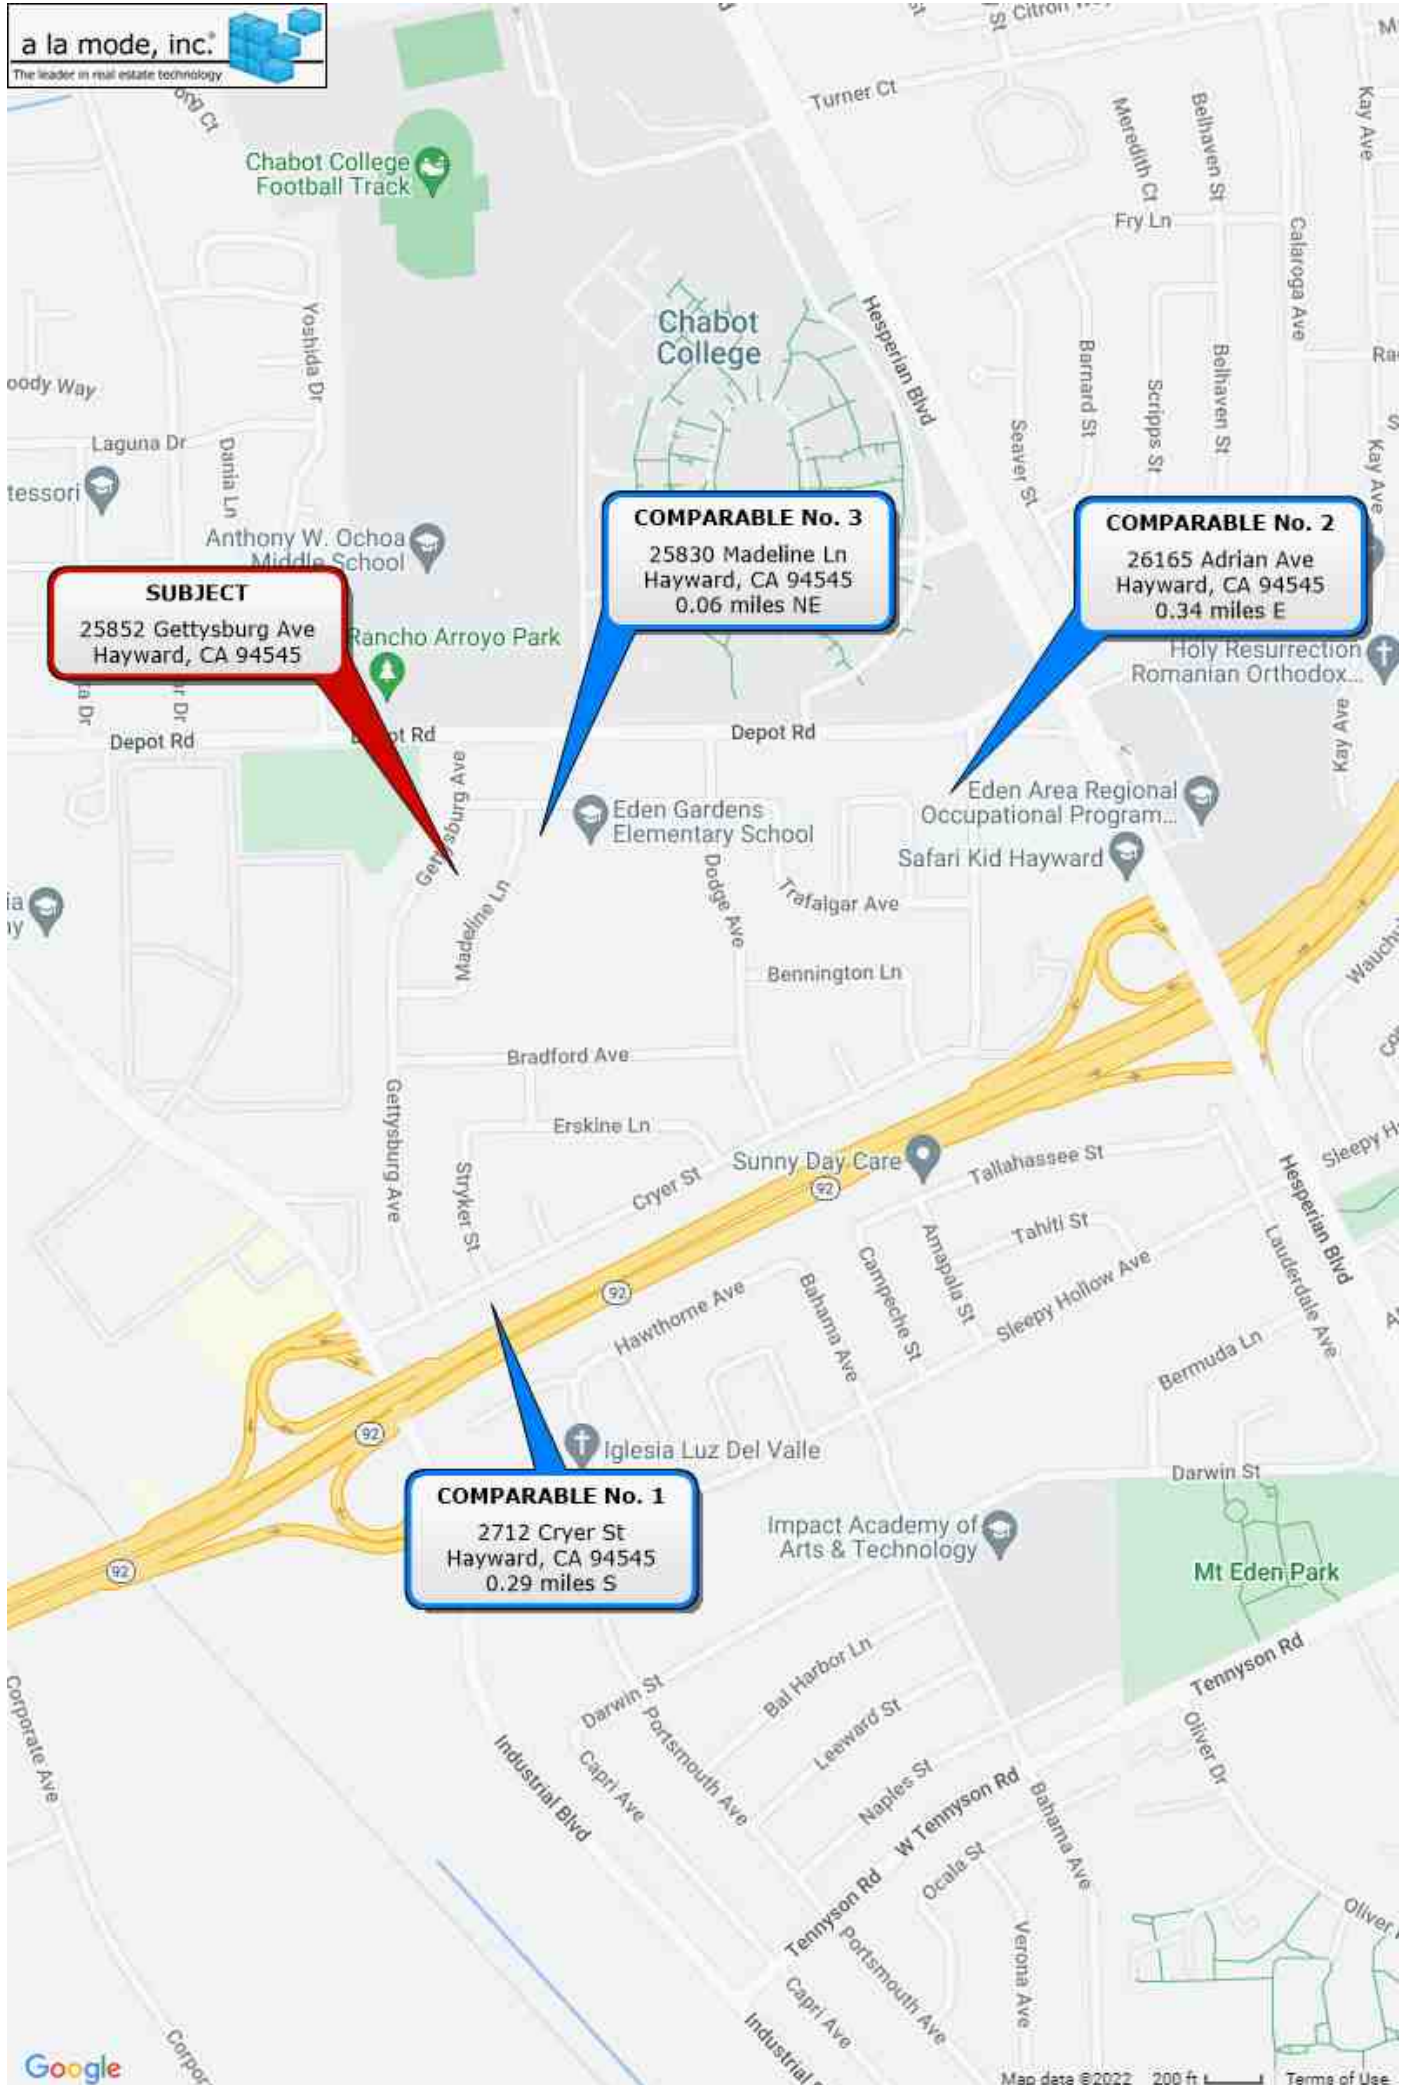 a la mode, inc.®
The leader in real estate technology
Citron
Turner Ct
Meredith Ct
Belhaven St
Kay Ave
Chabot College
Football Track
Fry Ln
Calaroga Ave
Yoshida Dr
Chabot
College
Hesperian Blvd
Barnard St
Scripps St
Belhaven St
Seaver St
Kay Ave
Laguna Dr
Dania Ln
Anthony W. Ochoa
Middle School
COMPARABLE No. 3
25830 Madeline Ln
Hayward, CA 94545
0.06 miles NE
COMPARABLE No. 2
26165 Adrian Ave
Hayward, CA 94545
0.34 miles E
SUBJECT
25852 Gettysburg Ave
Hayward, CA 94545
Rancho Arroyo Park
Holy Resurrection
Romanian Orthodox...
Kay Ave
Depot Rd
Depot Rd
Gettysburg Ave
Madeline Ln
Eden Gardens
Elementary School
Eden Area Regional
Occupational Program...
Safari Kid Hayward
Dodge Ave
Trafalgar Ave
Bennington Ln
Bradford Ave
Gettysburg Ave
Erskine Ln
Stryker St
Cryer St
Sunny Day Care
92
Tallahassee St
Hesperian Blvd
Tahiti St
Amapala St
Campeche St
Sleepy Hollow Ave
Lauderdale Ave
92
Hawthorne Ave
Bahama Ave
Bermuda Ln
92
Iglesia Luz Del Valle
Darwin St
COMPARABLE No. 1
2712 Cryer St
Hayward, CA 94545
0.29 miles S
92
Impact Academy of
Arts & Technology
Mt Eden Park
Tennyson Rd
Bal Harbor Ln
Darwin St
Portsmouth Ave
Leeward St
Corporate Ave
Industrial Blvd
Capri Ave
Naples St
W Tennyson Rd
Oliver Dr
Bahama Ave
Ocala St
Tennyson Rd
Portsmouth Ave
Verona Ave
Oliver
Capri Ave
Industrial
Google
Map data ©2022 200 ft Terms of Use